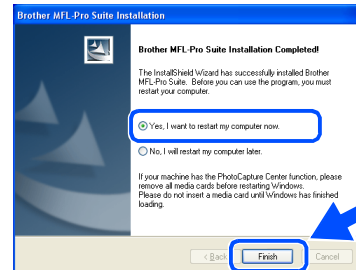 Brother MFL-Pro Suite Installation
Brother MFL-Pro Suite Installation Completed!
The InstallShield Wizard has successfully installed Brother
MFL-Pro Suite. Before you can use the program, you must
restart your computer.
Yes, I want to restart my computer now.
No, I will restart my computer later.
If your machine has the PhotoCapture Center function, please
remove all media cards before restarting Windows.
Please do not insert a media card until Windows has finished
loading.
< Back Finish Cancel